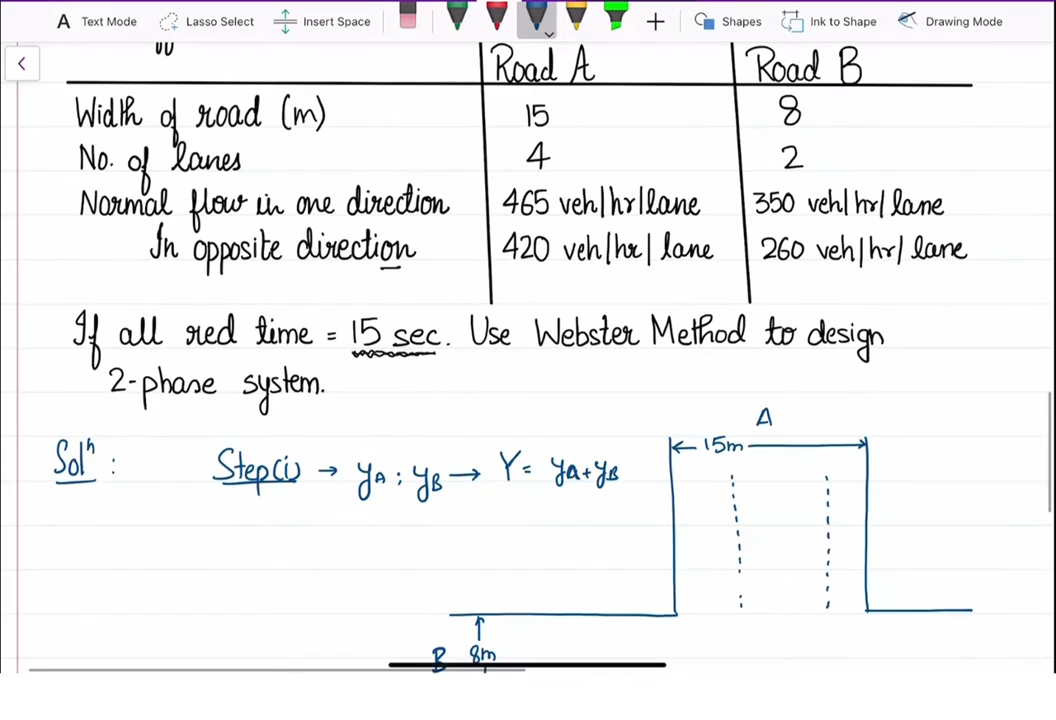 A Text Mode Lasso Select Insert Space Shapes Ink to Shape Drawing Mode
Road A Road B
Width of road (m) 15 8
No. of lanes 4 2
Normal flow in one direction 465 veh/hr/lane 350 veh/hr/lane
In opposite direction 420 veh/hr/lane 260 veh/hr/lane
If all red time = 15 sec. Use Webster Method to design
2-phase system.
A
15m
Solⁿ : Step(i) → yA ; yB → Y = yA + yB
B 8m